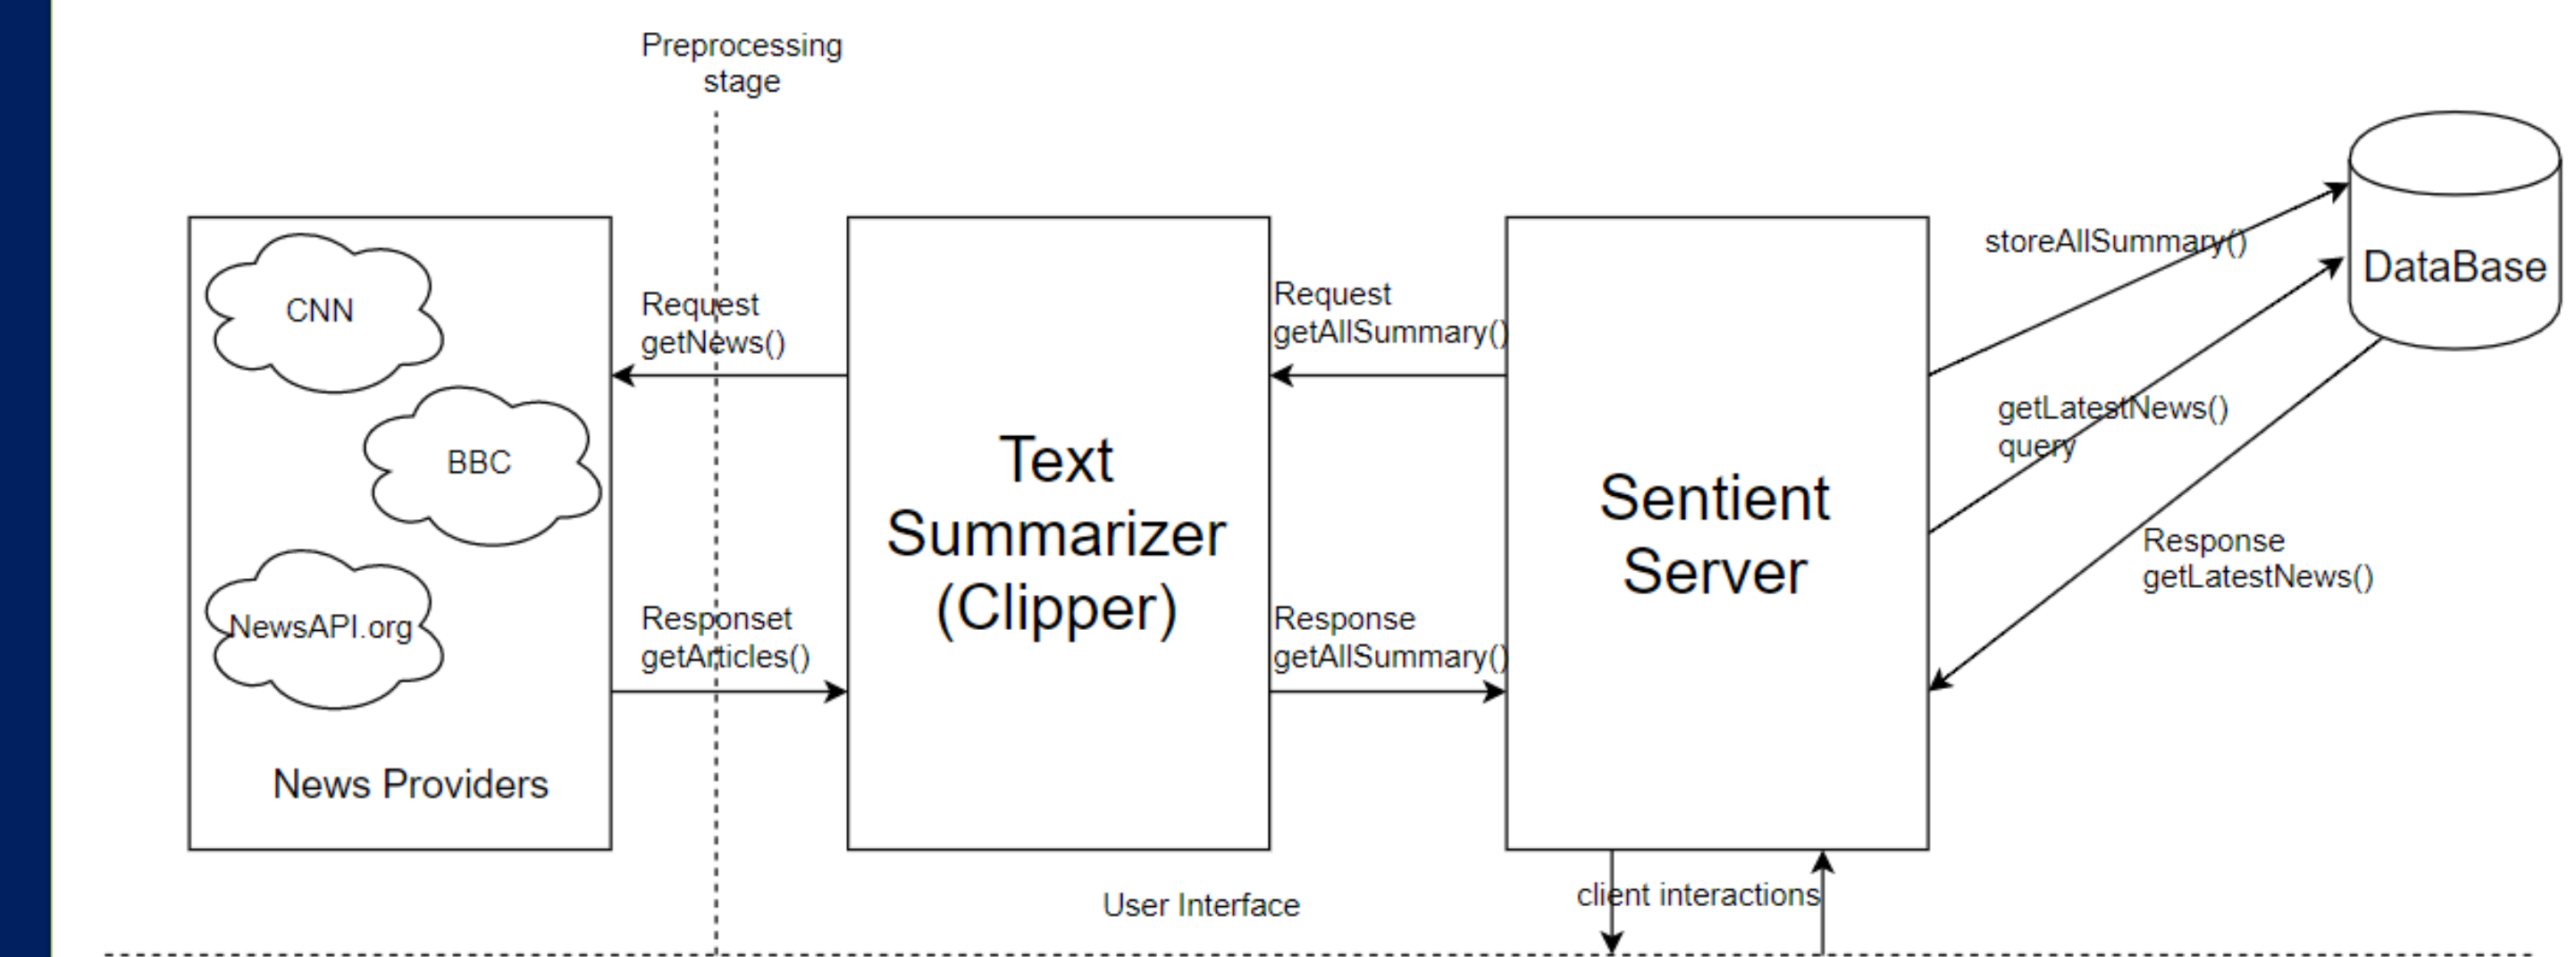 Preprocessing
stage
CNN
BBC
NewsAPI.org
News Providers
Request
getNews()
Responset
getArticles()
Text
Summarizer
(Clipper)
Request
getAllSummary()
Response
getAllSummary()
Sentient
Server
storeAllSummary()
getLatestNews()
query
Response
getLatestNews()
DataBase
User Interface
client interactions